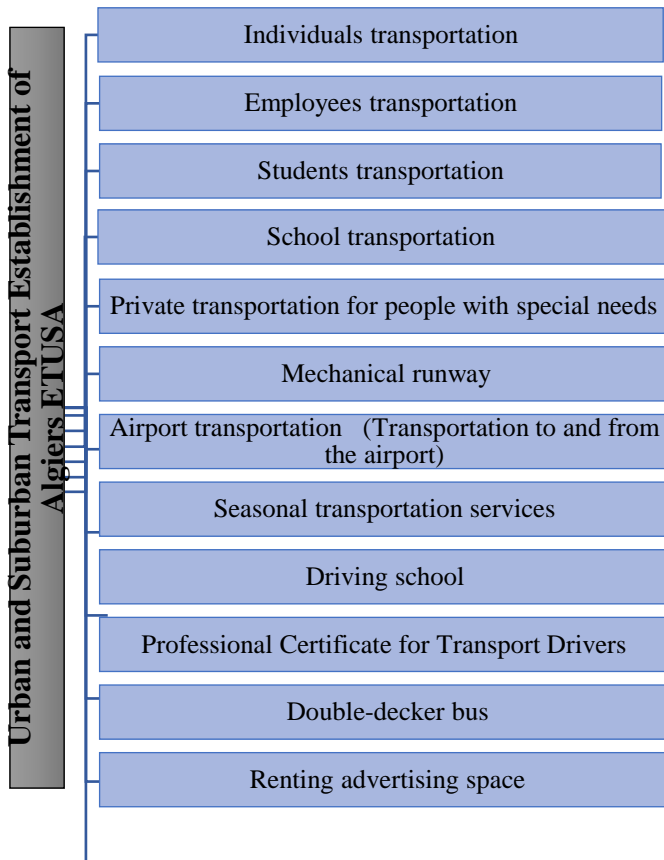 Urban and Suburban Transport Establishment of
Algiers ETUSA
Individuals transportation
Employees transportation
Students transportation
School transportation
Private transportation for people with special needs
Mechanical runway
Airport transportation (Transportation to and from
the airport)
Seasonal transportation services
Driving school
Professional Certificate for Transport Drivers
Double-decker bus
Renting advertising space